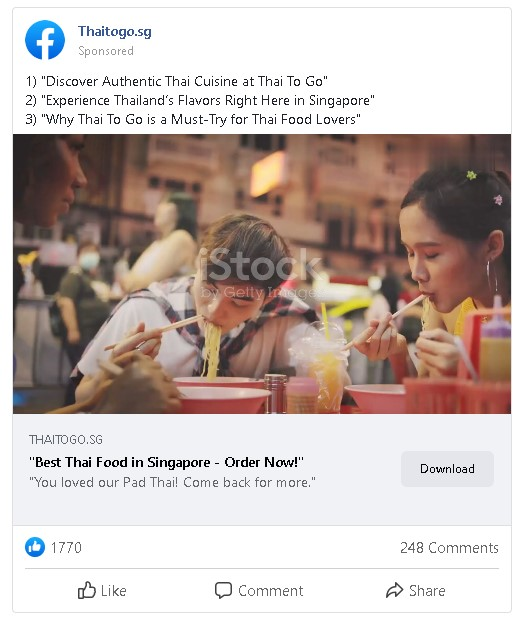 Thaitogo.sg
Sponsored
1) "Discover Authentic Thai Cuisine at Thai To Go"
2) "Experience Thailand's Flavors Right Here in Singapore"
3) "Why Thai To Go is a Must-Try for Thai Food Lovers"
iStock
by Getty Images
THAITOGO.SG
"Best Thai Food in Singapore - Order Now!"
"You loved our Pad Thai! Come back for more."
Download
1770
248 Comments
Like
Comment
Share